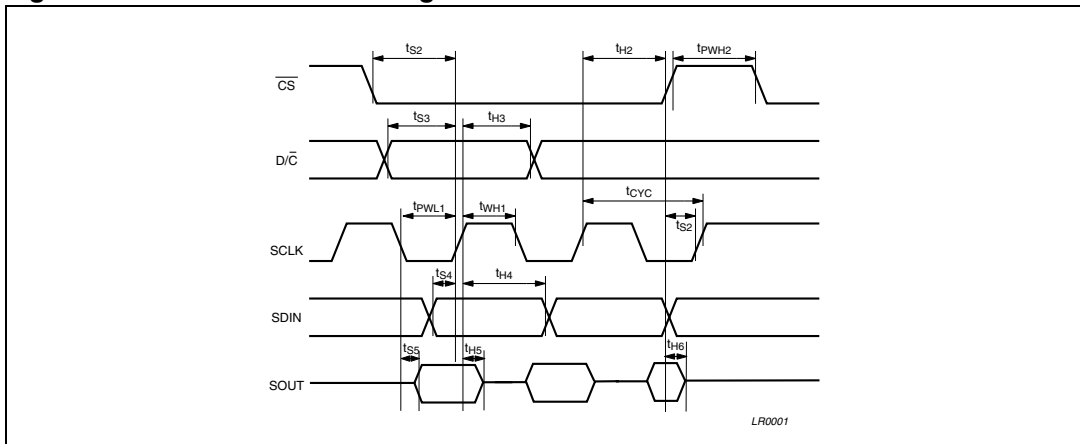 tS2
tH2
tPWH2
CS
tS3
tH3
D/C
tCYC
tPWL1
tWH1
tS2
SCLK
tS4
tH4
SDIN
tS5
tH5
tH6
SOUT
LR0001